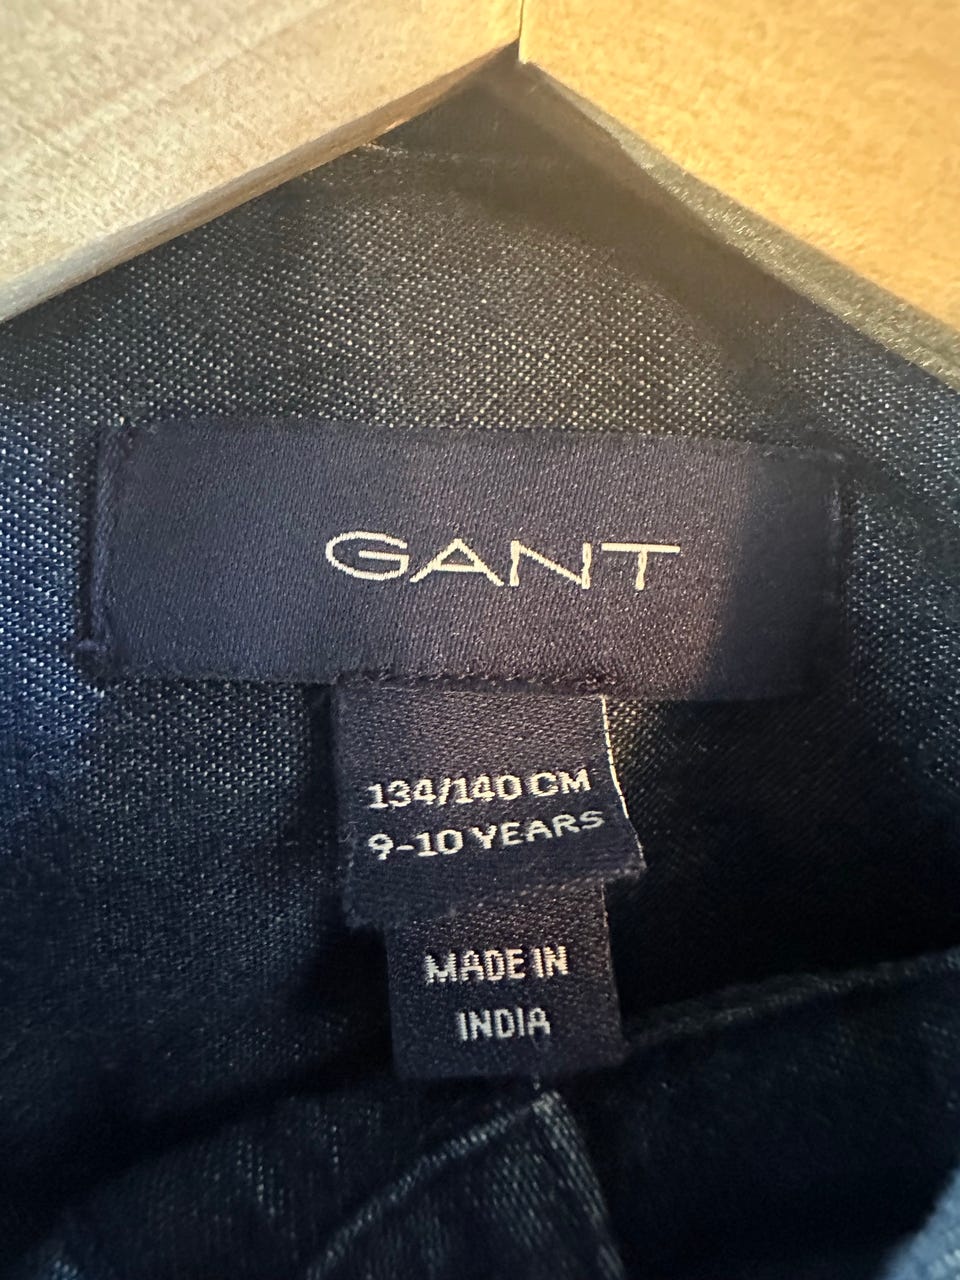 GANT
134/140 CM
9-10 YEARS
MADE IN
INDIA